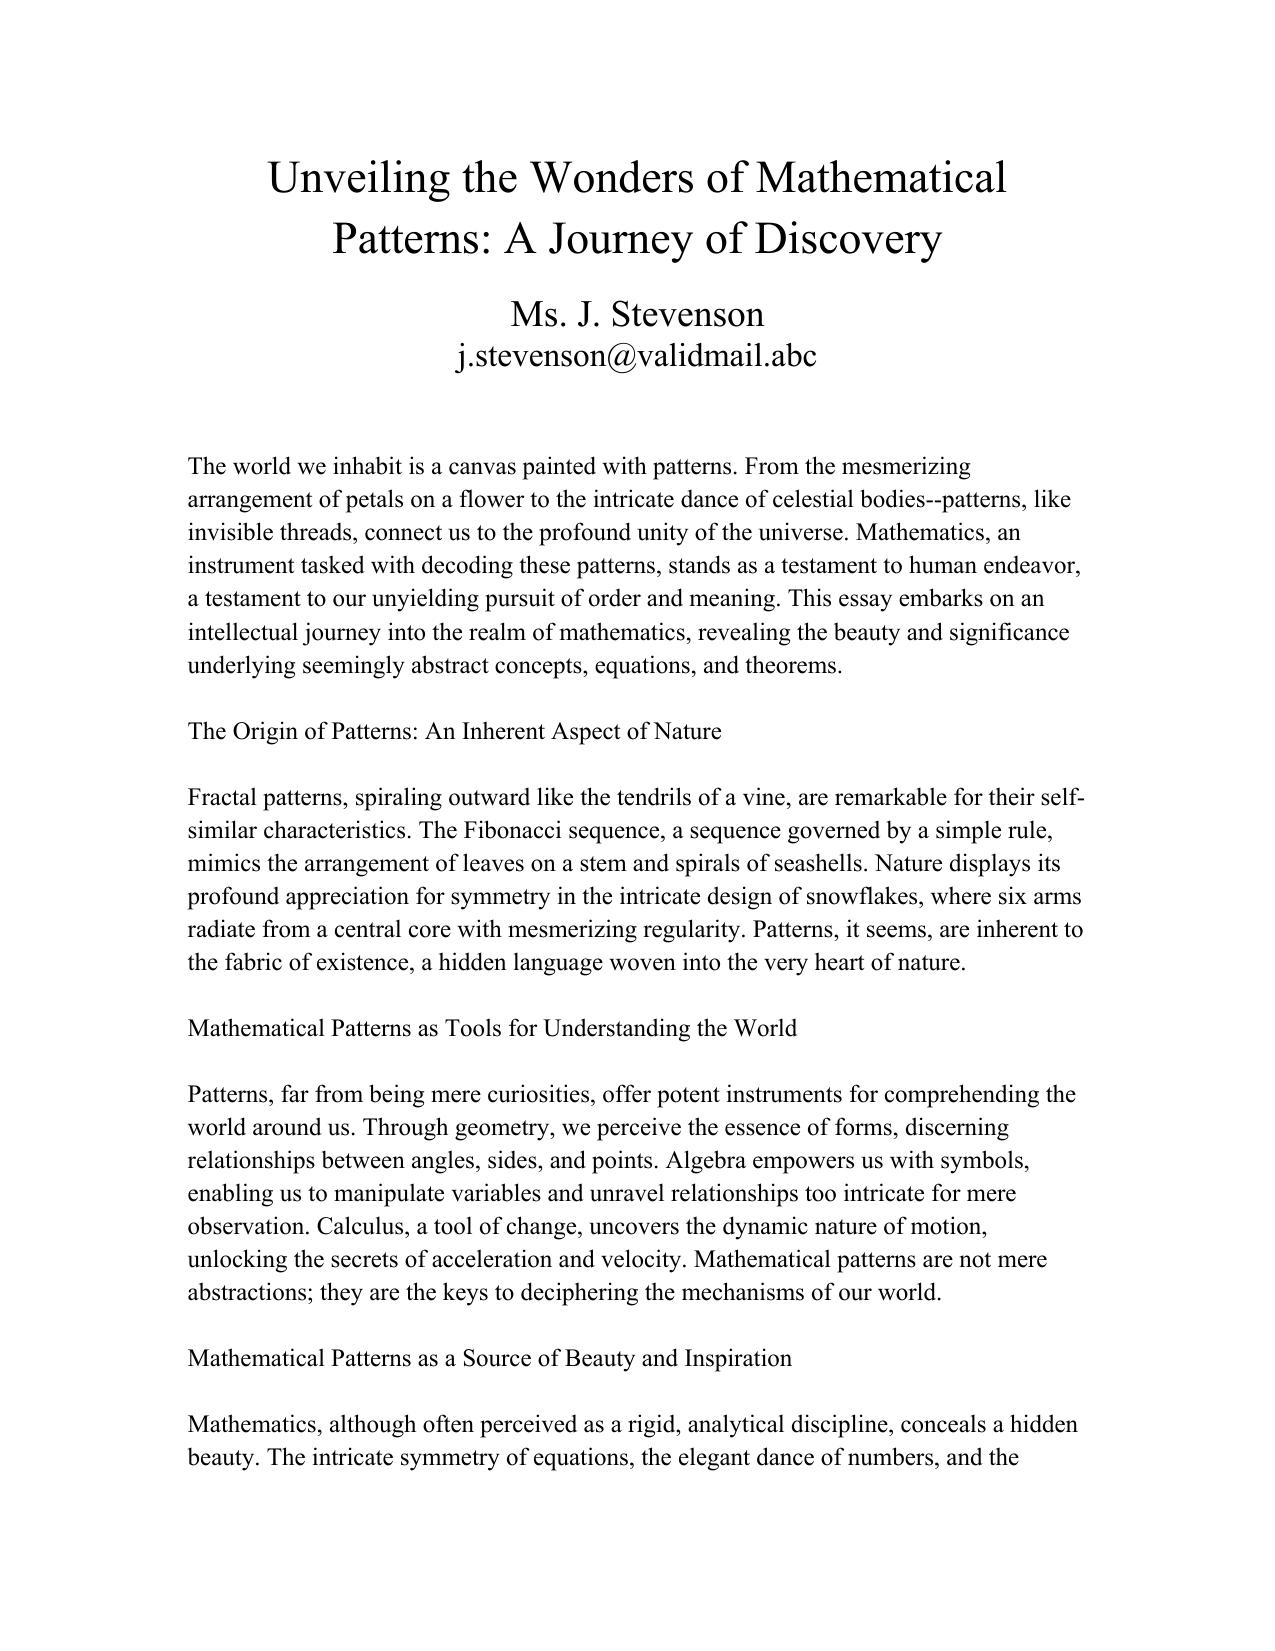 Unveiling the Wonders of Mathematical
Patterns: A Journey of Discovery
Ms. J. Stevenson
j.stevenson@validmail.abc
The world we inhabit is a canvas painted with patterns. From the mesmerizing
arrangement of petals on a flower to the intricate dance of celestial bodies--patterns, like
invisible threads, connect us to the profound unity of the universe. Mathematics, an
instrument tasked with decoding these patterns, stands as a testament to human endeavor,
a testament to our unyielding pursuit of order and meaning. This essay embarks on an
intellectual journey into the realm of mathematics, revealing the beauty and significance
underlying seemingly abstract concepts, equations, and theorems.
The Origin of Patterns: An Inherent Aspect of Nature
Fractal patterns, spiraling outward like the tendrils of a vine, are remarkable for their self-
similar characteristics. The Fibonacci sequence, a sequence governed by a simple rule,
mimics the arrangement of leaves on a stem and spirals of seashells. Nature displays its
profound appreciation for symmetry in the intricate design of snowflakes, where six arms
radiate from a central core with mesmerizing regularity. Patterns, it seems, are inherent to
the fabric of existence, a hidden language woven into the very heart of nature.
Mathematical Patterns as Tools for Understanding the World
Patterns, far from being mere curiosities, offer potent instruments for comprehending the
world around us. Through geometry, we perceive the essence of forms, discerning
relationships between angles, sides, and points. Algebra empowers us with symbols,
enabling us to manipulate variables and unravel relationships too intricate for mere
observation. Calculus, a tool of change, uncovers the dynamic nature of motion,
unlocking the secrets of acceleration and velocity. Mathematical patterns are not mere
abstractions; they are the keys to deciphering the mechanisms of our world.
Mathematical Patterns as a Source of Beauty and Inspiration
Mathematics, although often perceived as a rigid, analytical discipline, conceals a hidden
beauty. The intricate symmetry of equations, the elegant dance of numbers, and the